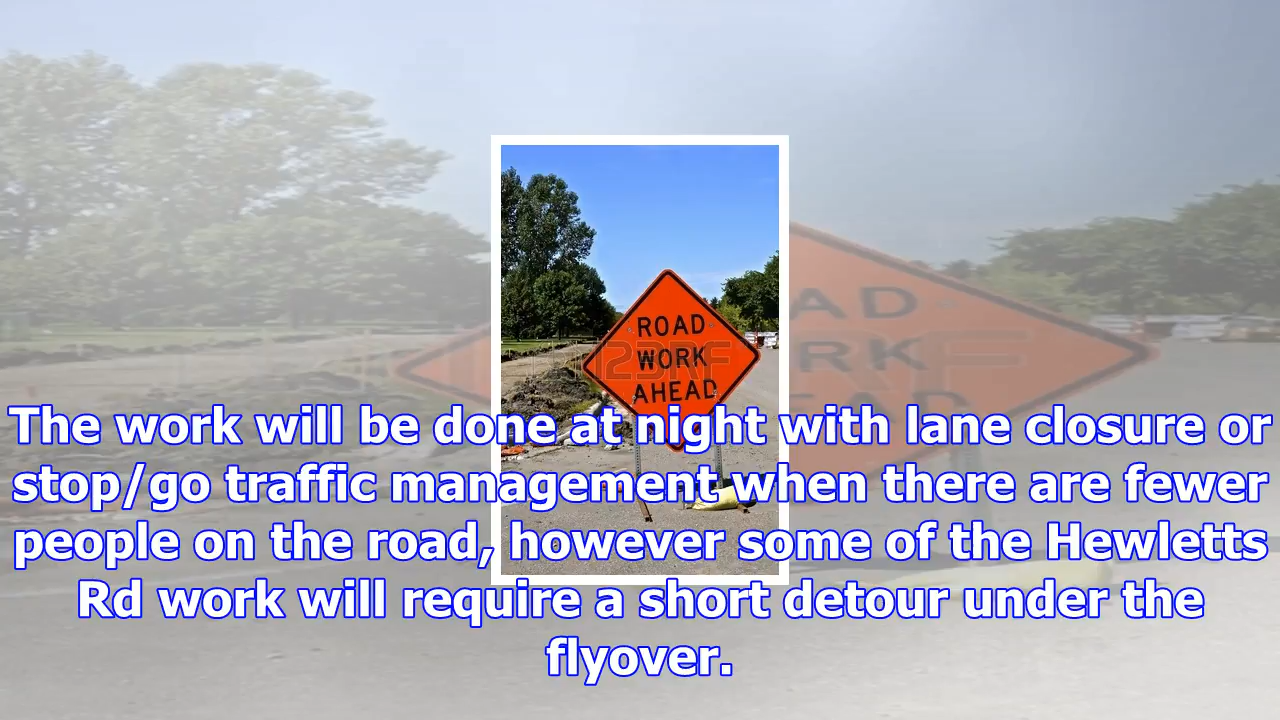 ROAD
WORK
AHEAD
123RF
The work will be done at night with lane closure or
stop/go traffic management when there are fewer
people on the road, however some of the Hewletts
Rd work will require a short detour under the
flyover.